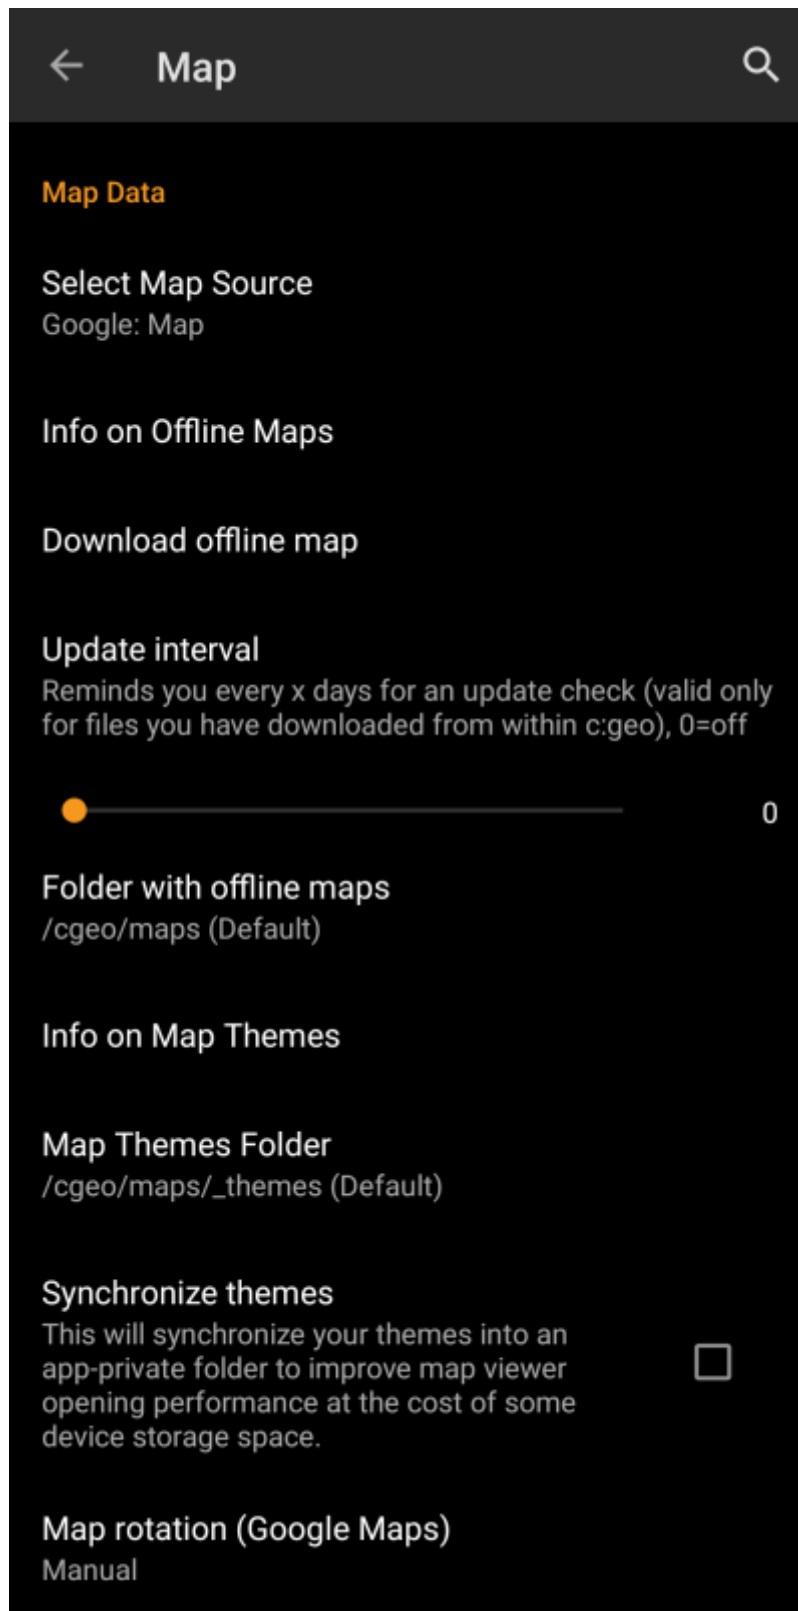 Map
Map Data
Select Map Source
Google: Map
Info on Offline Maps
Download offline map
Update interval
Reminds you every x days for an update check (valid only
for files you have downloaded from within c:geo), 0=off
0
Folder with offline maps
/cgeo/maps (Default)
Info on Map Themes
Map Themes Folder
/cgeo/maps/_themes (Default)
Synchronize themes
This will synchronize your themes into an
app-private folder to improve map viewer
opening performance at the cost of some
device storage space.
Map rotation (Google Maps)
Manual